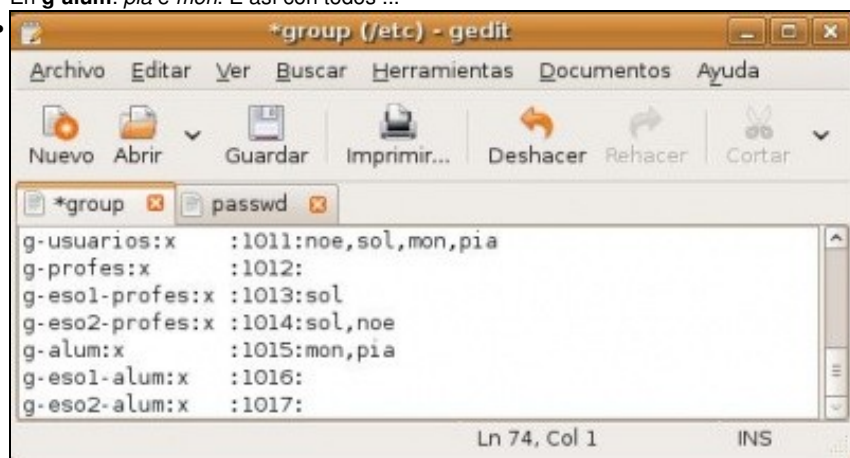 En g-alum: pia e mon. E así con todos ...
*group (/etc) - gedit
Archivo Editar Ver Buscar Herramientas Documentos Ayuda
Nuevo Abrir Guardar Imprimir... Deshacer Rehacer Cortar
*group passwd
g-usuarios:x :1011:noe,sol,mon,pia
g-profes:x :1012:
g-eso1-profes:x :1013:sol
g-eso2-profes:x :1014:sol,noe
g-alum:x :1015:mon,pia
g-eso1-alum:x :1016:
g-eso2-alum:x :1017:
Ln 74, Col 1 INS